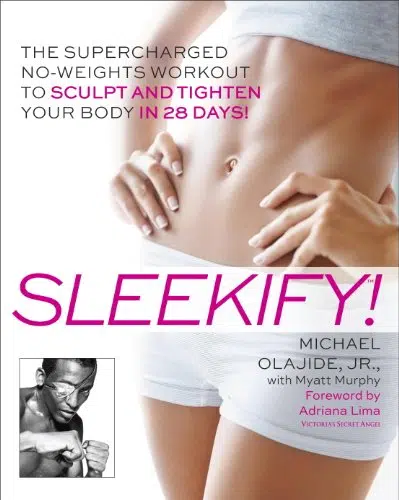 THE SUPERCHARGED
NO-WEIGHTS WORKOUT
TO SCULPT AND TIGHTEN
YOUR BODY IN 28 DAYS!
SLEEKIFY!™
MICHAEL
OLAJIDE, JR.,
with Myatt Murphy
Foreword by
Adriana Lima
VICTORIA'S SECRET ANGEL